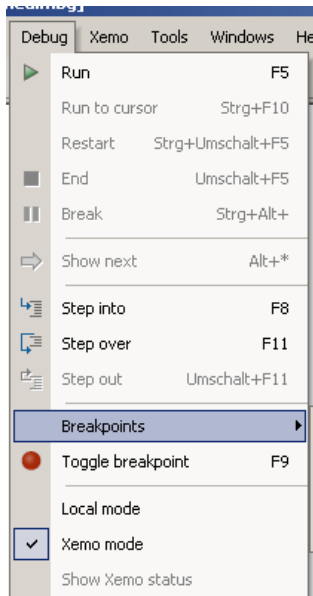 Debug Xemo Tools Windows He
Run F5
Run to cursor Strg+F10
Restart Strg+Umschalt+F5
End Umschalt+F5
Break Strg+Alt+
Show next Alt+*
Step into F8
Step over F11
Step out Umschalt+F11
Breakpoints
Toggle breakpoint F9
Local mode
Xemo mode
Show Xemo status